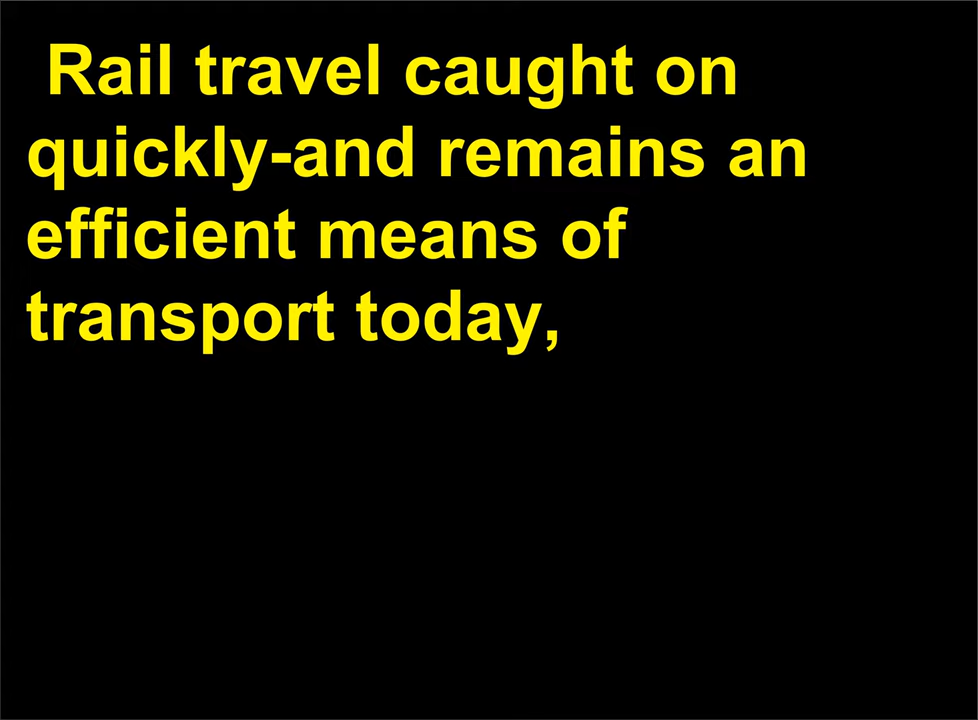 Rail travel caught on
quickly-and remains an
efficient means of
transport today,